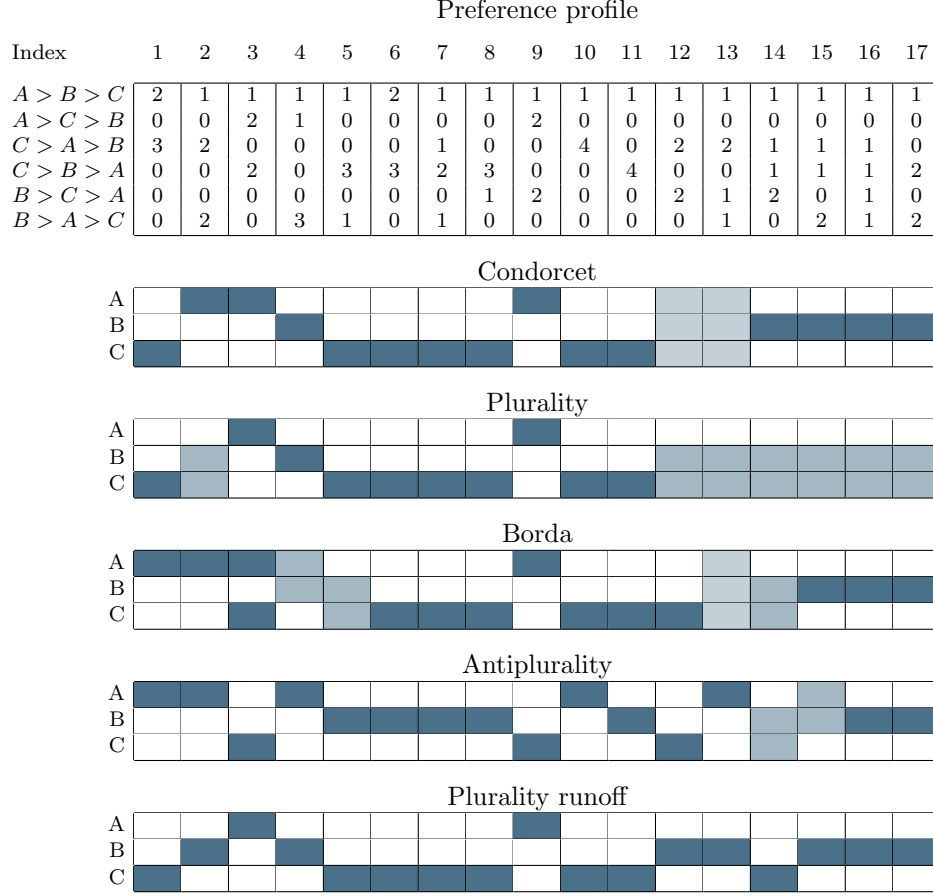 Preference profile
Index 1 2 3 4 5 6 7 8 9 10 11 12 13 14 15 16 17
A > B > C 2 1 1 1 1 2 1 1 1 1 1 1 1 1 1 1 1
A > C > B 0 0 2 1 0 0 0 0 2 0 0 0 0 0 0 0 0
C > A > B 3 2 0 0 0 0 1 0 0 4 0 2 2 1 1 1 0
C > B > A 0 0 2 0 3 3 2 3 0 0 4 0 0 1 1 1 2
B > C > A 0 0 0 0 0 0 0 1 2 0 0 2 1 2 0 1 0
B > A > C 0 2 0 3 1 0 1 0 0 0 0 0 1 0 2 1 2
Condorcet
A
B
C
Plurality
A
B
C
Borda
A
B
C
Antiplurality
A
B
C
Plurality runoff
A
B
C